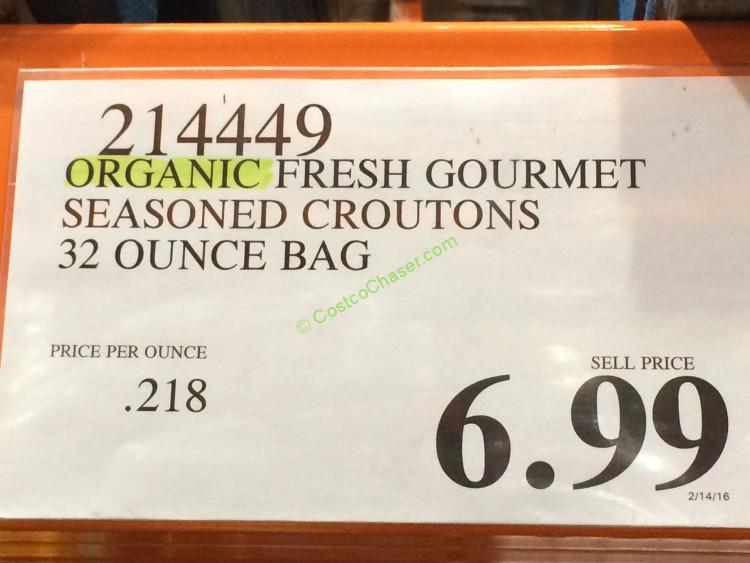 214449
ORGANIC FRESH GOURMET
SEASONED CROUTONS
32 OUNCE BAG
© CostcoChaser.com
PRICE PER OUNCE
.218
SELL PRICE
6.99
2/14/16